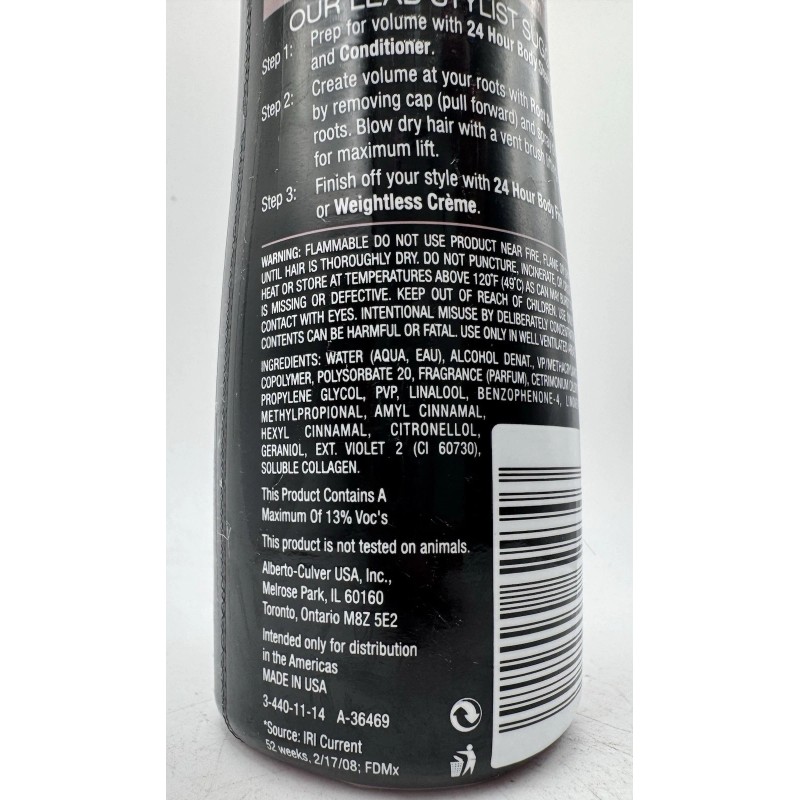 OUR LEAD STYLIST
Step 1: Prep for volume with 24 Hour Body
and Conditioner.
Step 2: Create volume at your roots with Root
by removing cap (pull forward) and
roots. Blow dry hair with a vent brush
for maximum lift.
Step 3: Finish off your style with 24 Hour Body
or Weightless Crème.
WARNING: FLAMMABLE DO NOT USE PRODUCT NEAR FIRE, FLAME
UNTIL HAIR IS THOROUGHLY DRY. DO NOT PUNCTURE, INCINERATE,
HEAT OR STORE AT TEMPERATURES ABOVE 120°F (49°C) AS CAN MAY
IS MISSING OR DEFECTIVE. KEEP OUT OF REACH OF CHILDREN.
CONTACT WITH EYES. INTENTIONAL MISUSE BY DELIBERATELY
CONTENTS CAN BE HARMFUL OR FATAL. USE ONLY IN WELL VENTILATED
INGREDIENTS: WATER (AQUA, EAU), ALCOHOL DENAT.,
COPOLYMER, POLYSORBATE 20, FRAGRANCE (PARFUM), CETRIMONIUM
PROPYLENE GLYCOL, PVP, LINALOOL, BENZOPHENONE-4,
METHYLPROPIONAL, AMYL CINNAMAL,
HEXYL CINNAMAL, CITRONELLOL,
GERANIOL, EXT. VIOLET 2 (CI 60730),
SOLUBLE COLLAGEN.
This Product Contains A
Maximum Of 13% Voc's
This product is not tested on animals.
Alberto-Culver USA, Inc.,
Melrose Park, IL 60160
Toronto, Ontario M8Z 5E2
Intended only for distribution
in the Americas
MADE IN USA
3-440-11-14 A-36469
*Source: IRI Current
52 weeks, 2/17/08; FDMx